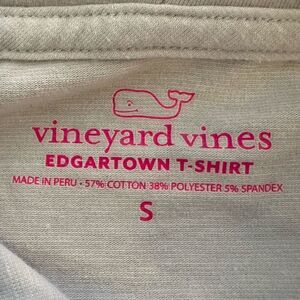 vineyard vines
EDGARTOWN T-SHIRT
MADE IN PERU • 57% COTTON 38% POLYESTER 5% SPANDEX
S